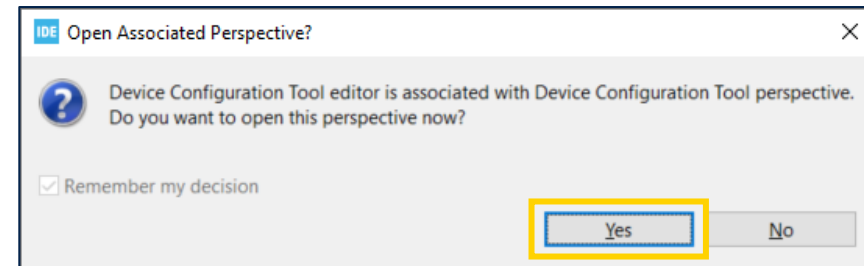 IDE Open Associated Perspective?
Device Configuration Tool editor is associated with Device Configuration Tool perspective.
Do you want to open this perspective now?
Remember my decision
Yes No